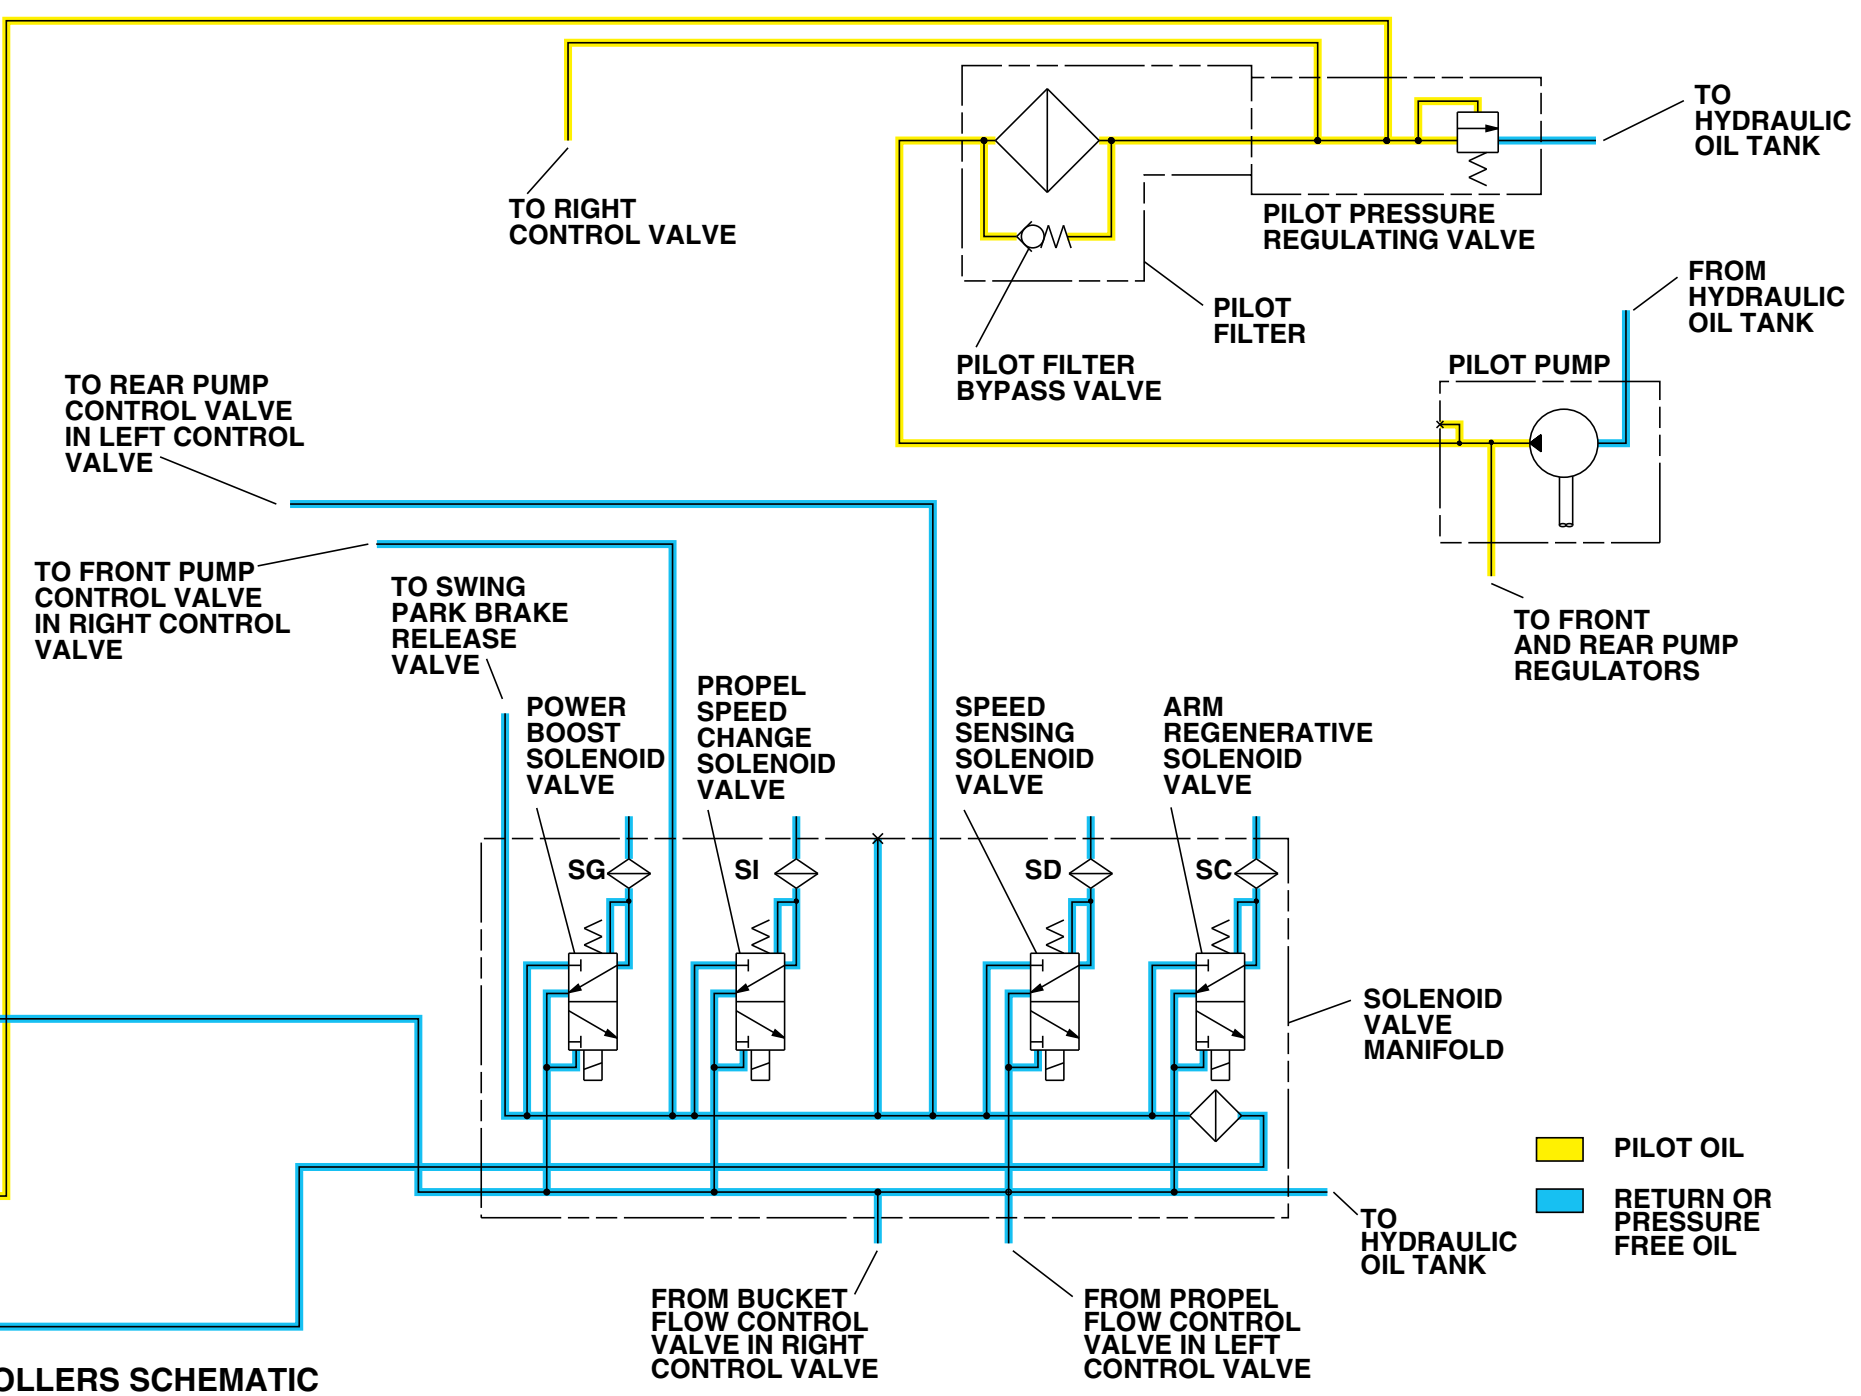 TO
HYDRAULIC
OIL TANK
TO RIGHT
CONTROL VALVE
PILOT PRESSURE
REGULATING VALVE
FROM
HYDRAULIC
OIL TANK
PILOT
FILTER
PILOT FILTER
BYPASS VALVE
PILOT PUMP
TO REAR PUMP
CONTROL VALVE
IN LEFT CONTROL
VALVE
TO FRONT PUMP
CONTROL VALVE
IN RIGHT CONTROL
VALVE
TO SWING
PARK BRAKE
RELEASE
VALVE
TO FRONT
AND REAR PUMP
REGULATORS
POWER
BOOST
SOLENOID
VALVE
PROPEL
SPEED
CHANGE
SOLENOID
VALVE
SPEED
SENSING
SOLENOID
VALVE
ARM
REGENERATIVE
SOLENOID
VALVE
SG
SI
SD
SC
SOLENOID
VALVE
MANIFOLD
PILOT OIL
RETURN OR
PRESSURE
FREE OIL
TO
HYDRAULIC
OIL TANK
FROM BUCKET
FLOW CONTROL
VALVE IN RIGHT
CONTROL VALVE
FROM PROPEL
FLOW CONTROL
VALVE IN LEFT
CONTROL VALVE
OLLERS SCHEMATIC